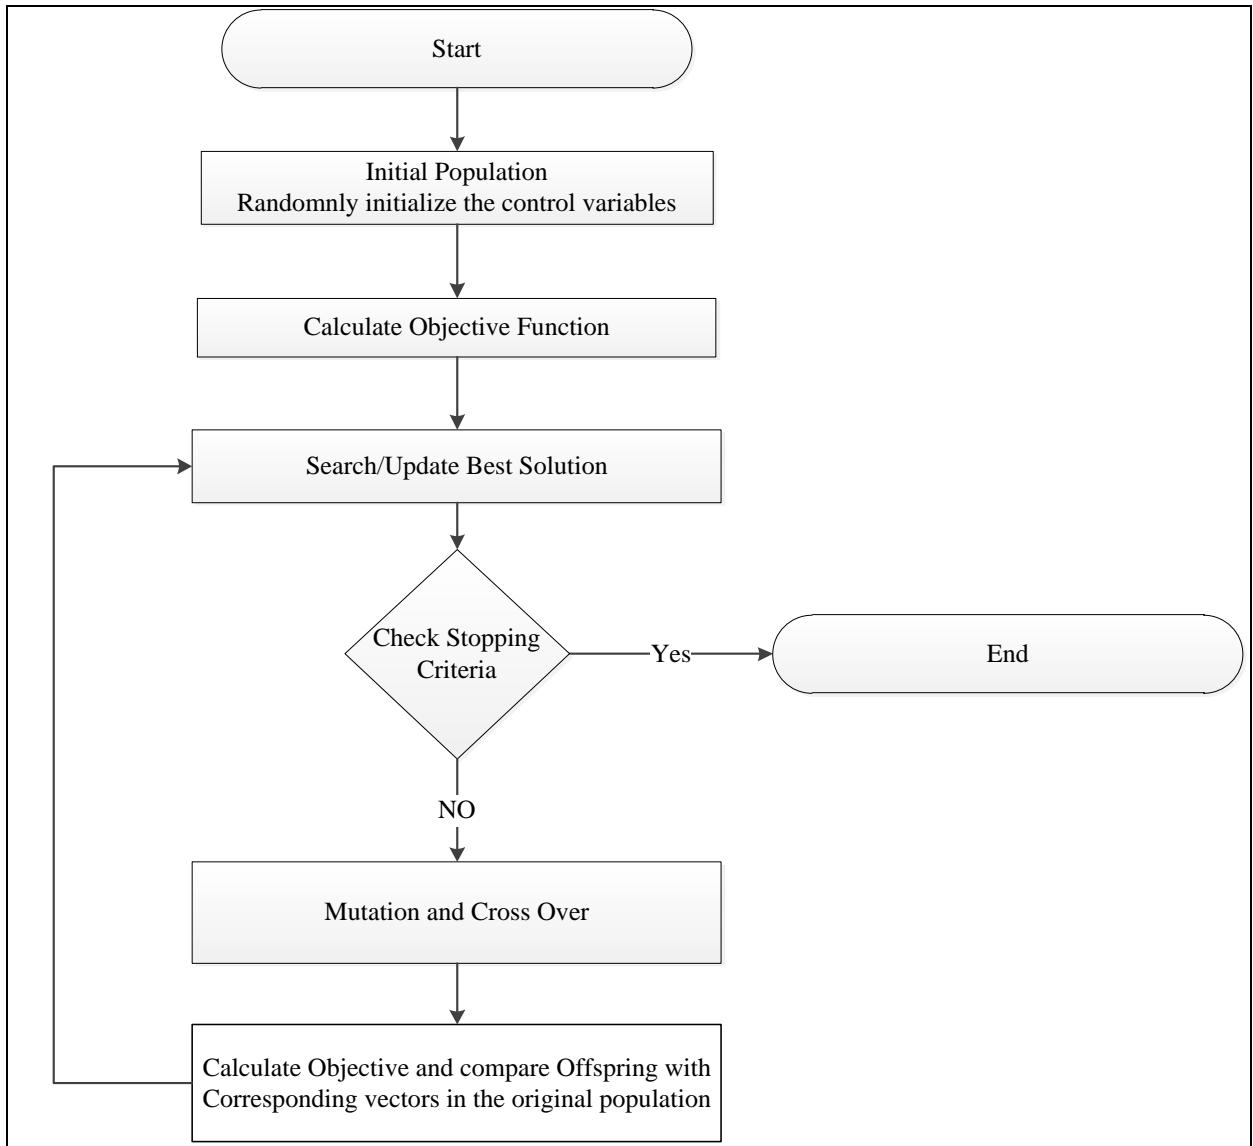 Start
Initial Population
Randomnly initialize the control variables
Calculate Objective Function
Search/Update Best Solution
Check Stopping
Criteria
Yes
End
NO
Mutation and Cross Over
Calculate Objective and compare Offspring with
Corresponding vectors in the original population